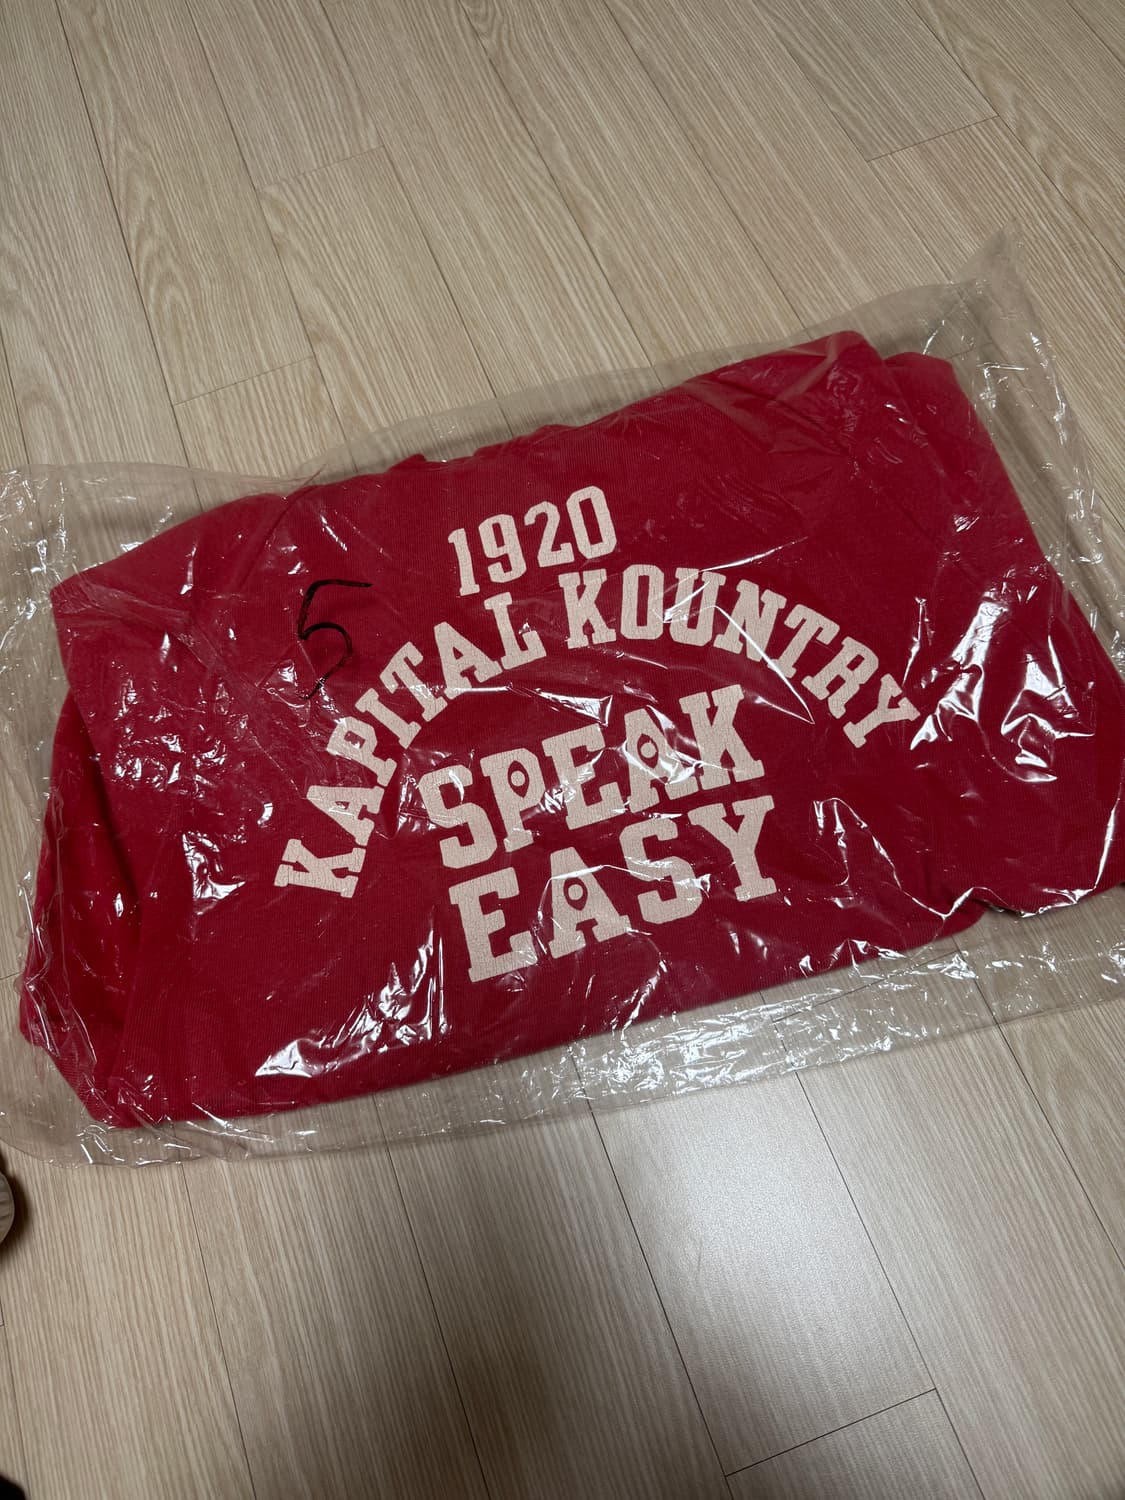 1920
5
KAPITAL KOUNTRY
SPEAK
EASY